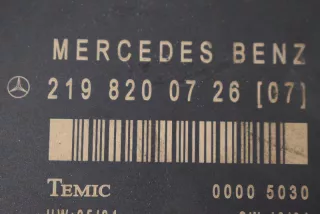 MERCEDES BENZ
219 820 07 26 [07]
TEMIC 0000 5030